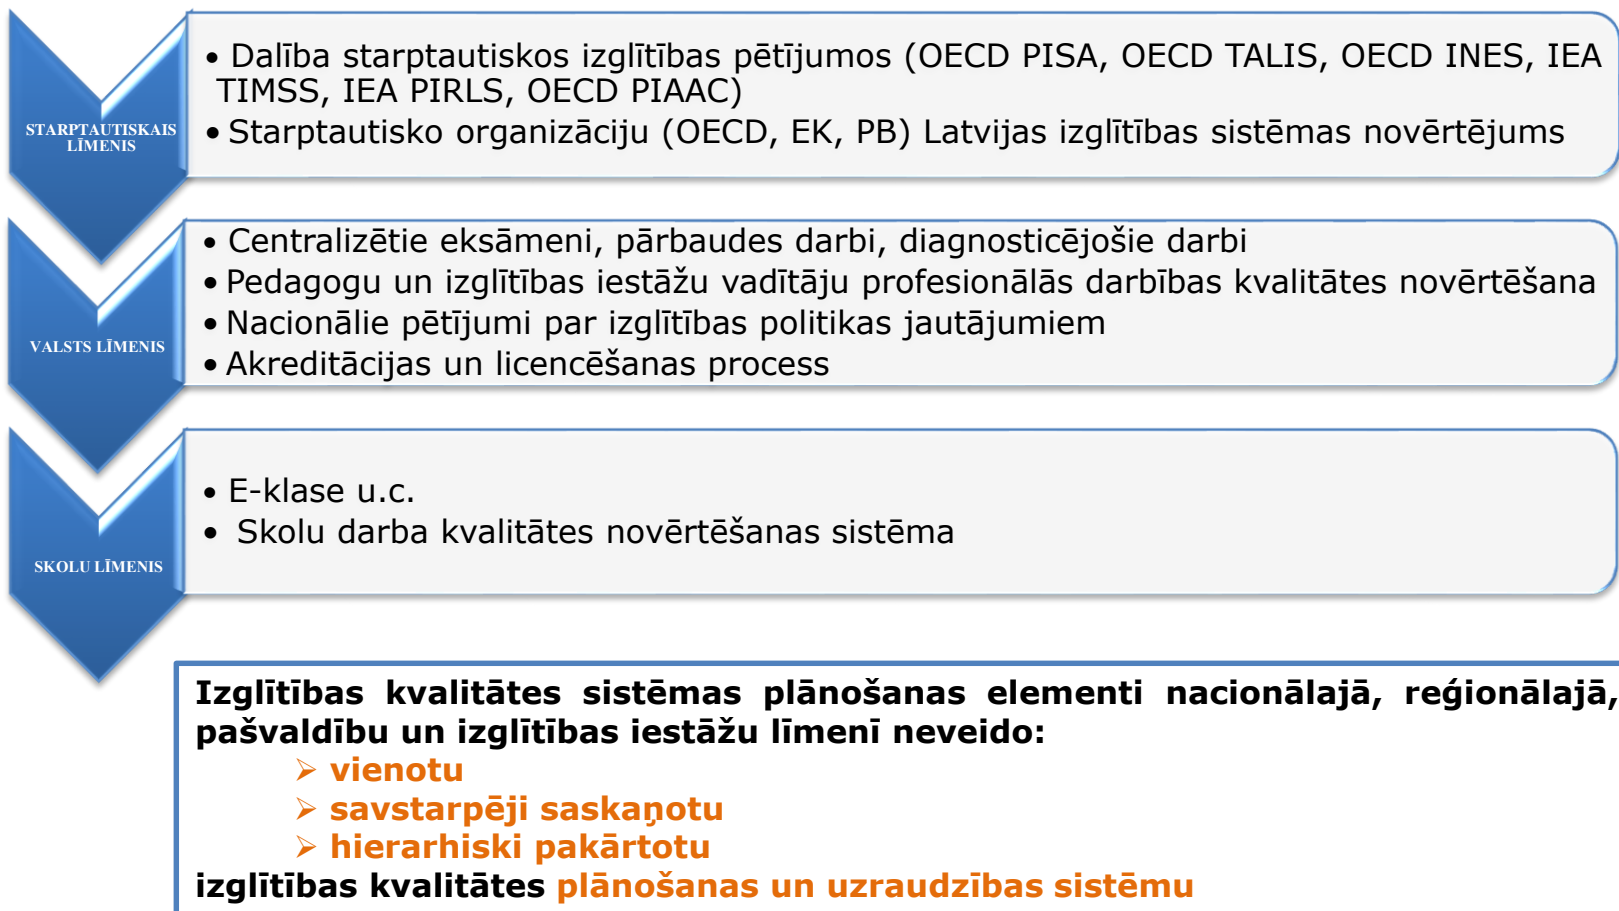 STARPTAUTISKAIS
LĪMENIS
• Dalība starptautiskos izglītības pētījumos (OECD PISA, OECD TALIS, OECD INES, IEA
TIMSS, IEA PIRLS, OECD PIAAC)
• Starptautisko organizāciju (OECD, EK, PB) Latvijas izglītības sistēmas novērtējums
VALSTS LĪMENIS
• Centralizētie eksāmeni, pārbaudes darbi, diagnosticējošie darbi
• Pedagogu un izglītības iestāžu vadītāju profesionālās darbības kvalitātes novērtēšana
• Nacionālie pētījumi par izglītības politikas jautājumiem
• Akreditācijas un licencēšanas process
SKOLU LĪMENIS
• E-klase u.c.
• Skolu darba kvalitātes novērtēšanas sistēma
Izglītības kvalitātes sistēmas plānošanas elementi nacionālajā, reģionālajā,
pašvaldību un izglītības iestāžu līmenī neveido:
➢ vienotu
➢ savstarpēji saskaņotu
➢ hierarhiski pakārtotu
izglītības kvalitātes plānošanas un uzraudzības sistēmu